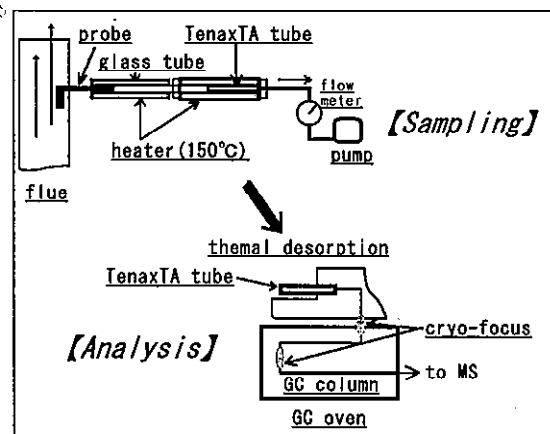 probe
TenaxTA tube
glass tube
flow
meter
【Sampling】
heater(150℃)
pump
flue
themal desorption
TenaxTA tube
cryo-focus
【Analysis】
to MS
GC column
GC oven